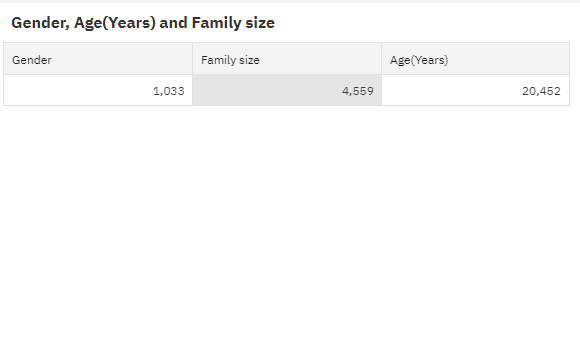 Gender, Age(Years) and Family size
Gender Family size Age(Years)
1,033 4,559 20,452